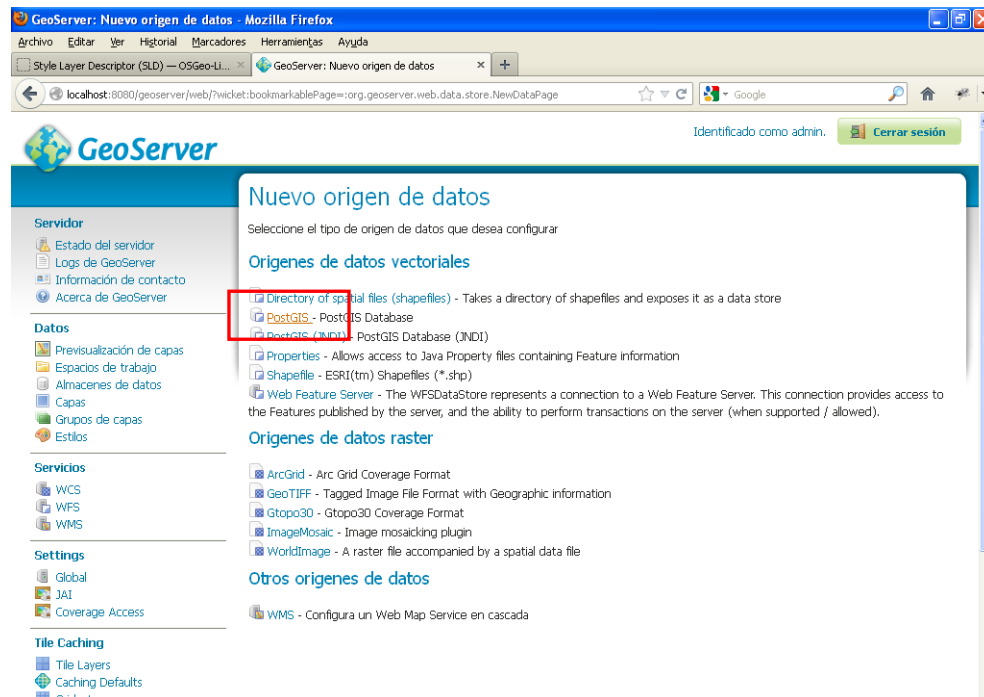 GeoServer: Nuevo origen de datos - Mozilla Firefox
Archivo Editar Ver Historial Marcadores Herramientas Ayuda
Style Layer Descriptor (SLD) — OSGeo-Li... GeoServer: Nuevo origen de datos
localhost:8080/geoserver/web/?wicket:bookmarkablePage=:org.geoserver.web.data.store.NewDataPage Google
GeoServer
Identificado como admin. Cerrar sesión
Servidor
Estado del servidor
Logs de GeoServer
Información de contacto
Acerca de GeoServer
Datos
Previsualización de capas
Espacios de trabajo
Almacenes de datos
Capas
Grupos de capas
Estilos
Servicios
WCS
WFS
WMS
Settings
Global
JAI
Coverage Access
Tile Caching
Tile Layers
Caching Defaults
Nuevo origen de datos
Seleccione el tipo de origen de datos que desea configurar
Origenes de datos vectoriales
Directory of spatial files (shapefiles) - Takes a directory of shapefiles and exposes it as a data store
PostGIS - PostGIS Database
PostGIS (JNDI) - PostGIS Database (JNDI)
Properties - Allows access to Java Property files containing Feature information
Shapefile - ESRI(tm) Shapefiles (*.shp)
Web Feature Server - The WFSDataStore represents a connection to a Web Feature Server. This connection provides access to
the Features published by the server, and the ability to perform transactions on the server (when supported / allowed).
Origenes de datos raster
ArcGrid - Arc Grid Coverage Format
GeoTIFF - Tagged Image File Format with Geographic information
Gtopo30 - Gtopo30 Coverage Format
ImageMosaic - Image mosaicking plugin
WorldImage - A raster file accompanied by a spatial data file
Otros origenes de datos
WMS - Configura un Web Map Service en cascada